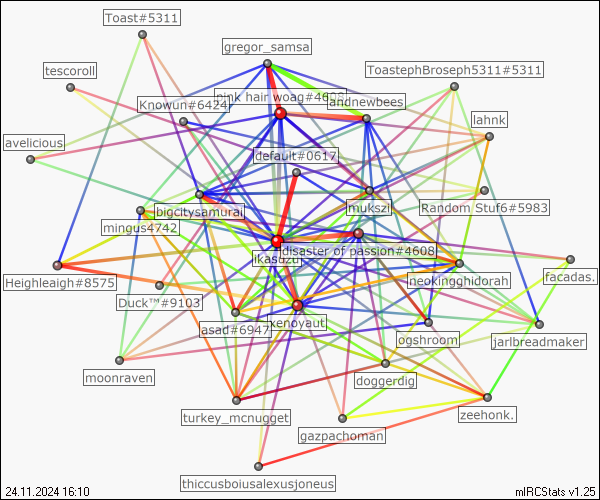 Toast#5311
gregor_samsa
tescoroll
ToastephBroseph5311#5311
pink hair woag#4608
Knowun#6424
andnewbees
lahnk
avelicious
default#0617
mukszi
Random Stuf6#5983
bigcitysamurai
mingus4742
disaster of passion#4608
ikasuzu
Heighleaigh#8575
neokingghidorah
facadas.
Duck™#9103
asad#6947
xenoyaut
ogshroom
jarlbreadmaker
moonraven
doggerdig
turkey_mcnugget
zeehonk.
gazpachoman
thiccusboiusalexusjoneus
24.11.2024 16:10
mIRCStats v1.25